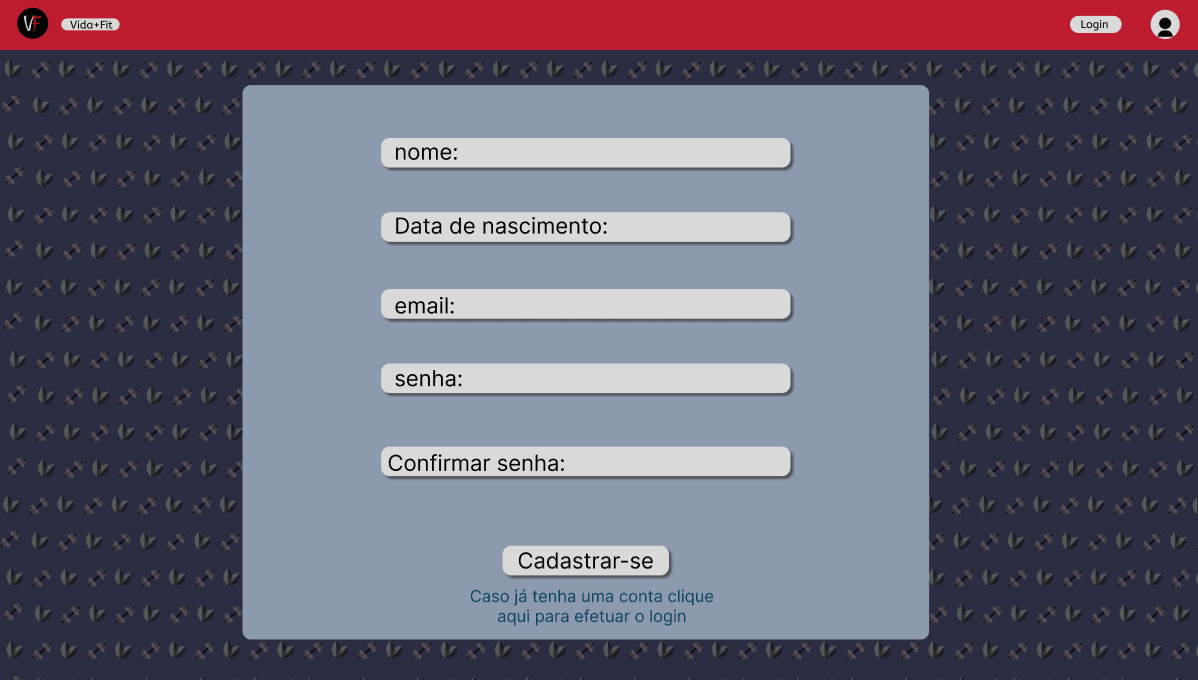 VF
Vida+Fit
Login
nome:
Data de nascimento:
email:
senha:
Confirmar senha:
Cadastrar-se
Caso já tenha uma conta clique
aqui para efetuar o login